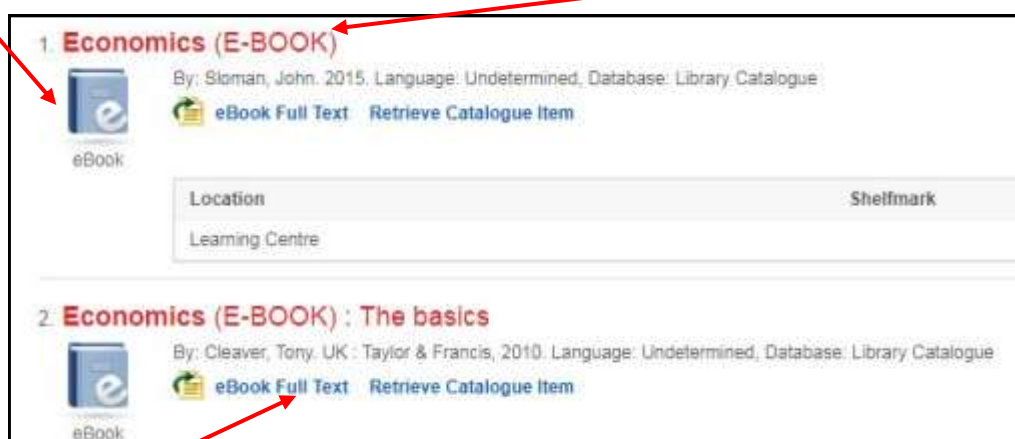 1. Economics (E-BOOK)
By: Sloman, John. 2015. Language: Undetermined, Database: Library Catalogue
eBook Full Text Retrieve Catalogue Item
eBook
Location Shelfmark
Learning Centre
2. Economics (E-BOOK) : The basics
By: Cleaver, Tony. UK : Taylor & Francis, 2010. Language: Undetermined, Database: Library Catalogue
eBook Full Text Retrieve Catalogue Item
eBook